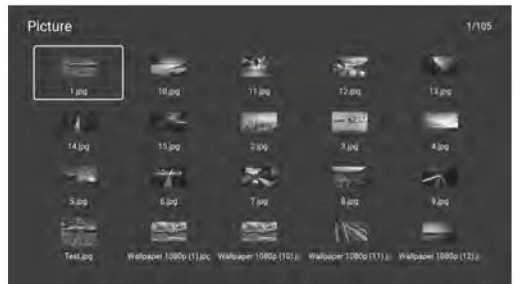 Picture 1/105
1.jpg 10.jpg 11.jpg 12.jpg 13.jpg
14.jpg 15.jpg 2.jpg 3.jpg 4.jpg
5.jpg 6.jpg 7.jpg 8.jpg 9.jpg
Test.jpg Wallpaper 1080p (1).jpg Wallpaper 1080p (10).j Wallpaper 1080p (11).j Wallpaper 1080p (12).j